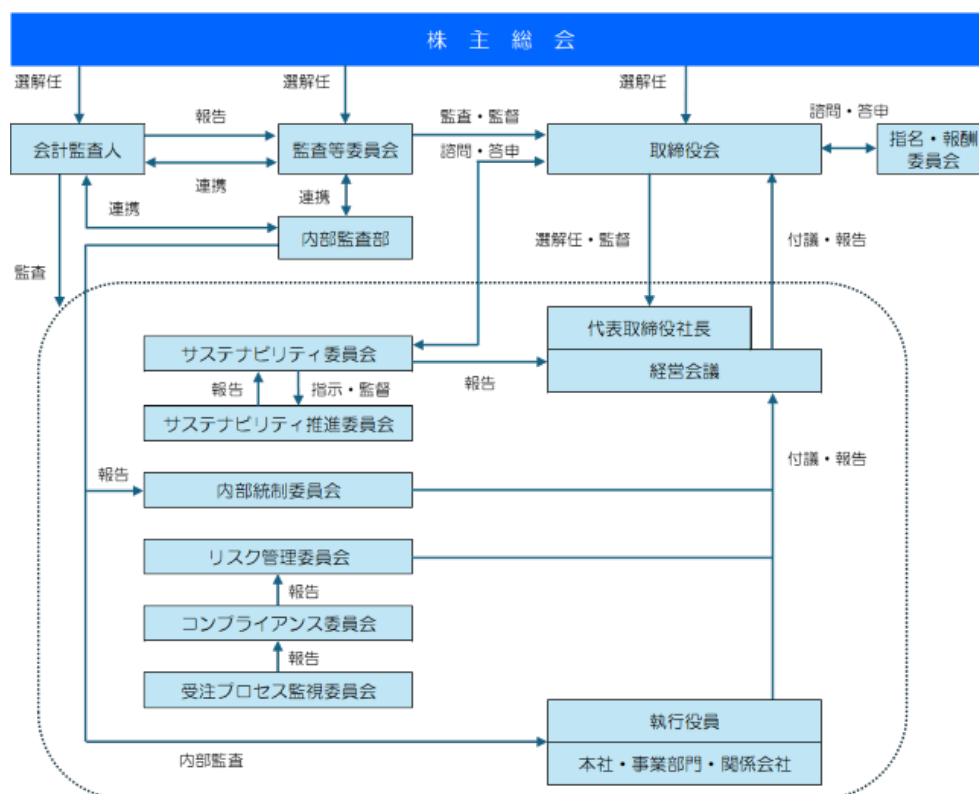 株主総会
選解任
選解任
選解任
報告
監査・監督
諮問・答申
会計監査人
監査等委員会
諮問・答申
取締役会
指名・報酬
委員会
連携
連携
連携
内部監査部
選解任・監督
付議・報告
監査
代表取締役社長
サステナビリティ委員会
経営会議
報告
指示・監督
報告
サステナビリティ推進委員会
付議・報告
報告
内部統制委員会
リスク管理委員会
報告
コンプライアンス委員会
報告
受注プロセス監視委員会
執行役員
内部監査
本社・事業部門・関係会社